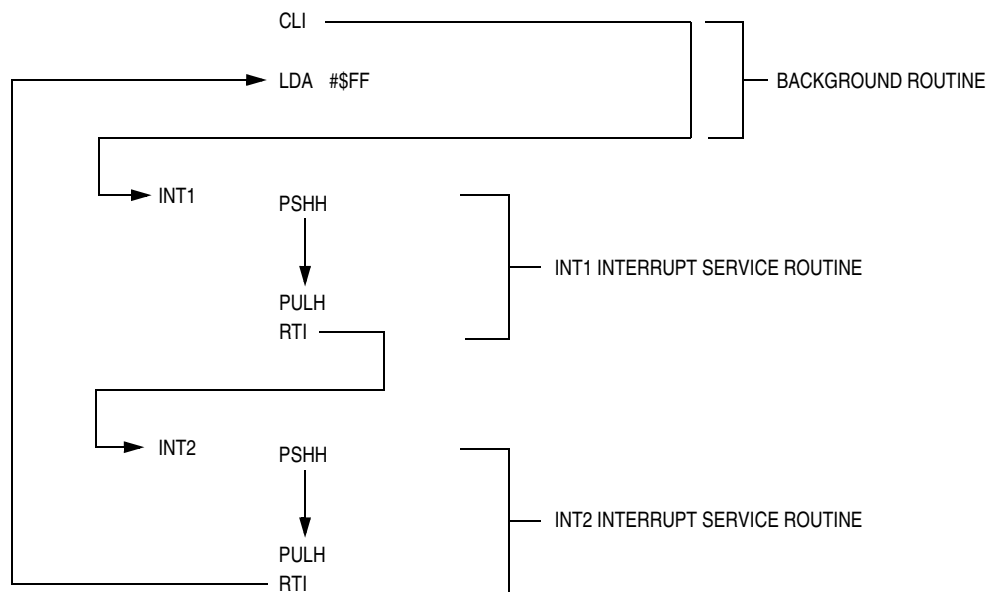 CLI
LDA #$FF
BACKGROUND ROUTINE
INT1
PSHH
INT1 INTERRUPT SERVICE ROUTINE
PULH
RTI
INT2
PSHH
INT2 INTERRUPT SERVICE ROUTINE
PULH
RTI